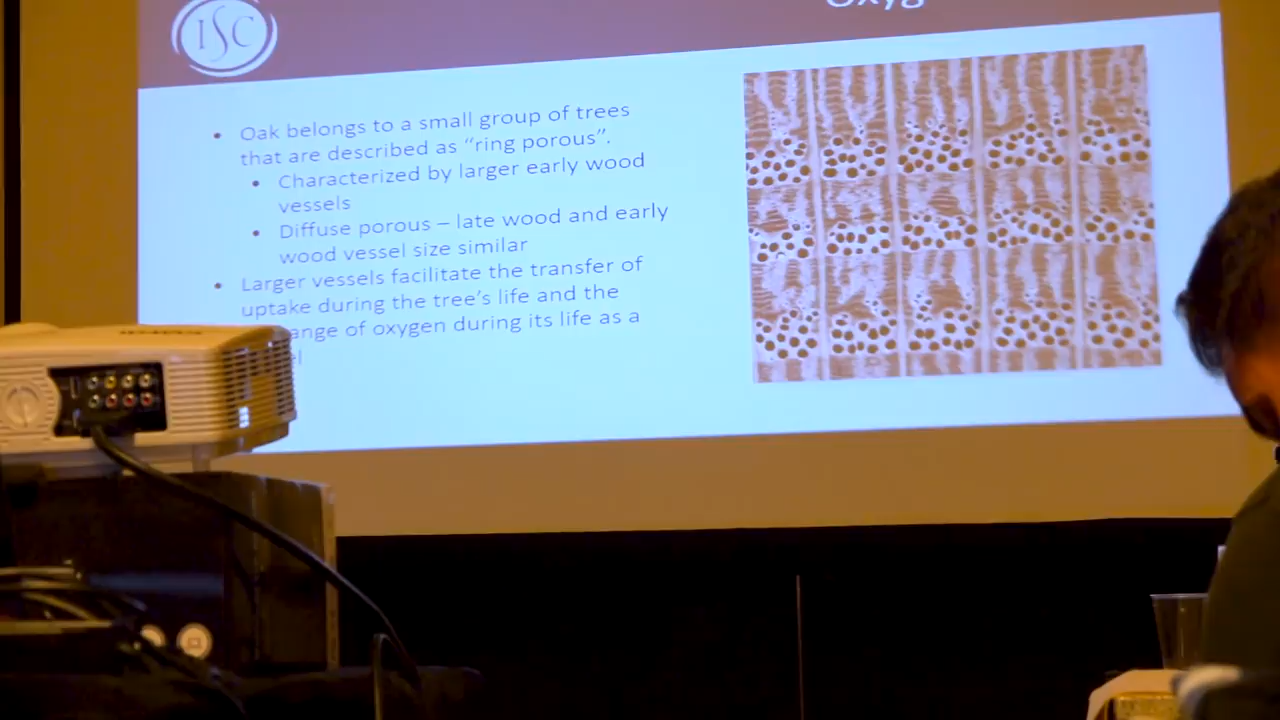 ISC
Oxyg
Oak belongs to a small group of trees
that are described as “ring porous”.
Characterized by larger early wood
vessels
Diffuse porous – late wood and early
wood vessel size similar
Larger vessels facilitate the transfer of
uptake during the tree’s life and the
ange of oxygen during its life as a